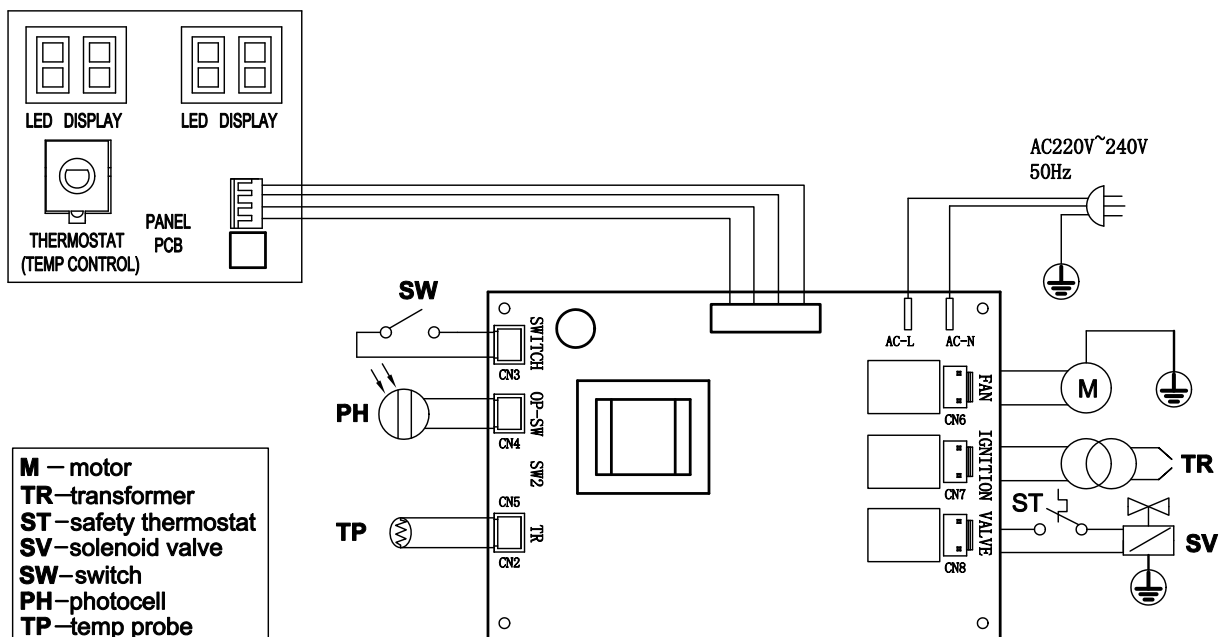 LED DISPLAY
LED DISPLAY
THERMOSTAT
(TEMP CONTROL)
PANEL
PCB
AC220V~240V
50Hz
SW
SWITCH
CN3
AC-L
AC-N
PH
OP-SW
CN4
SW2
FAN
CN6
M
IGNITION
CN7
TR
TP
CN5
TR
CN2
VALVE
CN8
ST
SV
M – motor
TR–transformer
ST–safety thermostat
SV–solenoid valve
SW–switch
PH–photocell
TP–temp probe